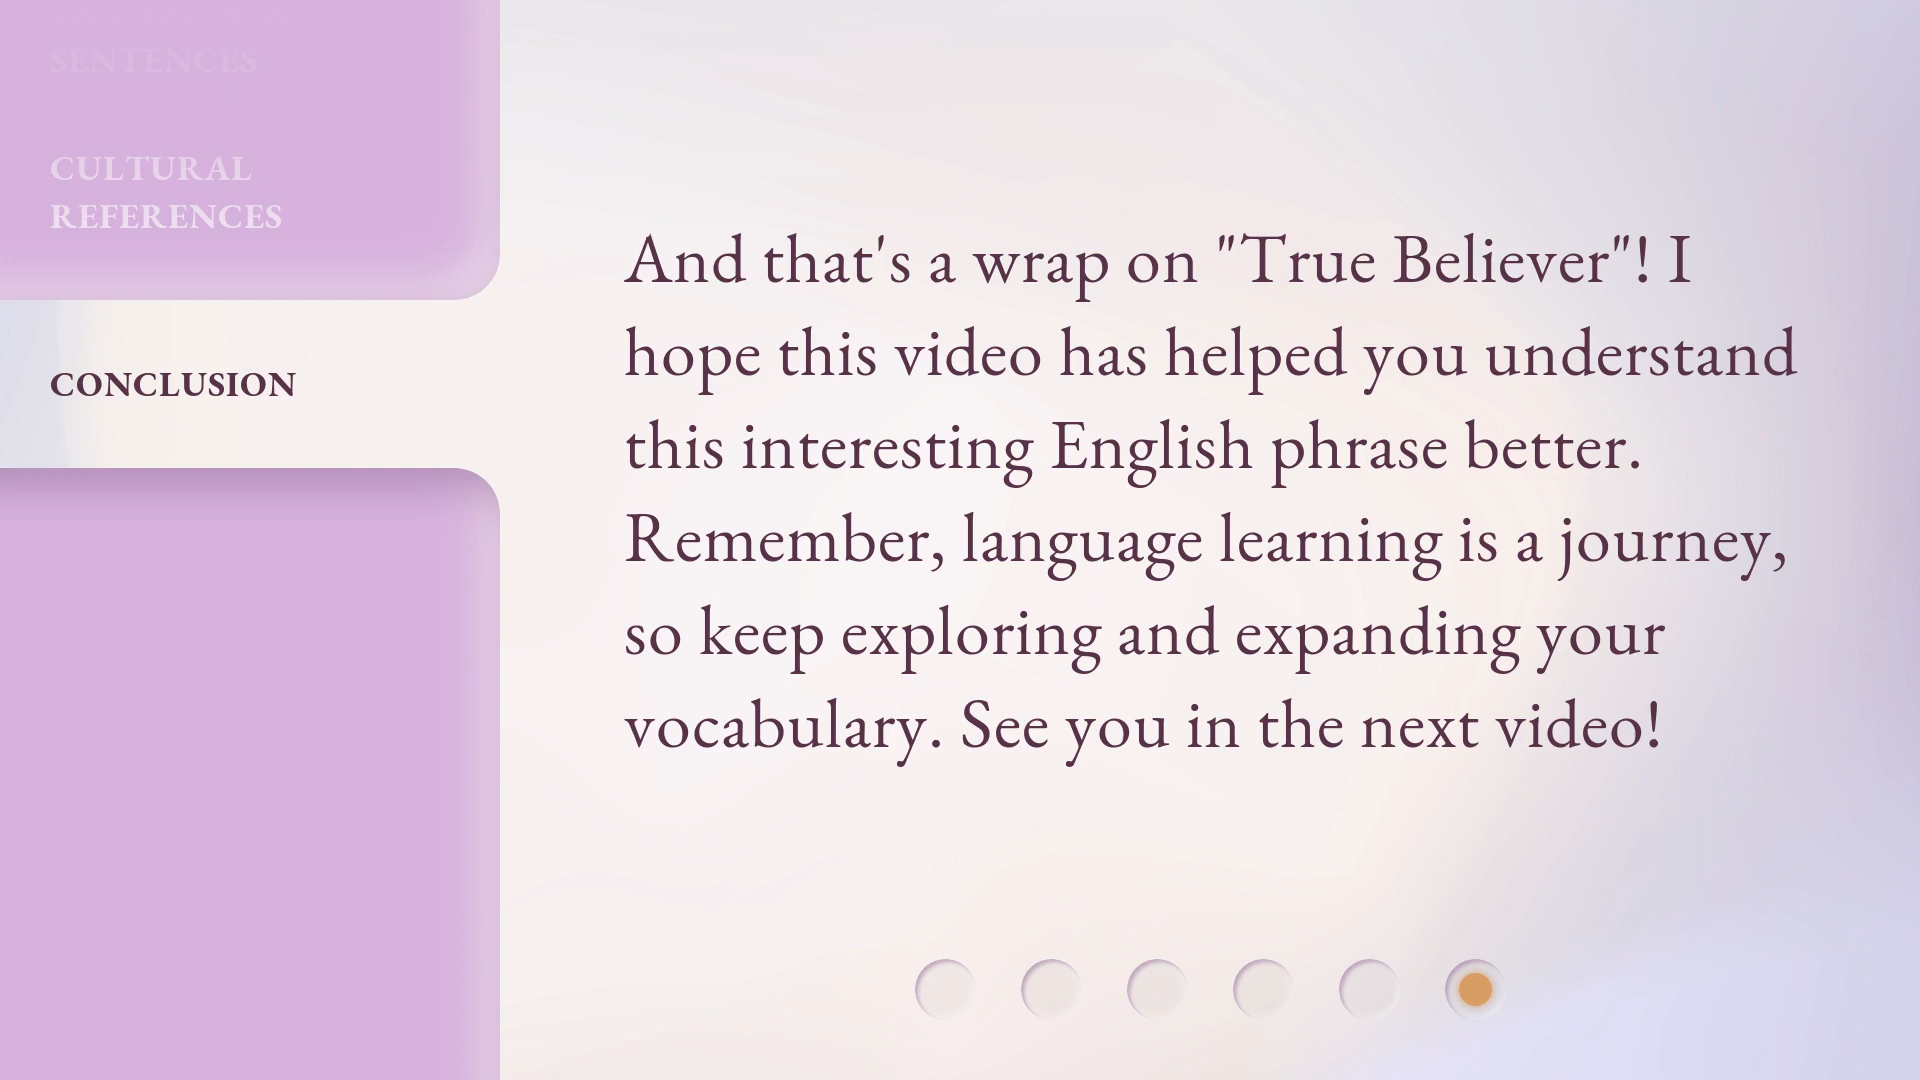 SENTENCES
CULTURAL
REFERENCES
CONCLUSION
And that's a wrap on "True Believer"! I
hope this video has helped you understand
this interesting English phrase better.
Remember, language learning is a journey,
so keep exploring and expanding your
vocabulary. See you in the next video!